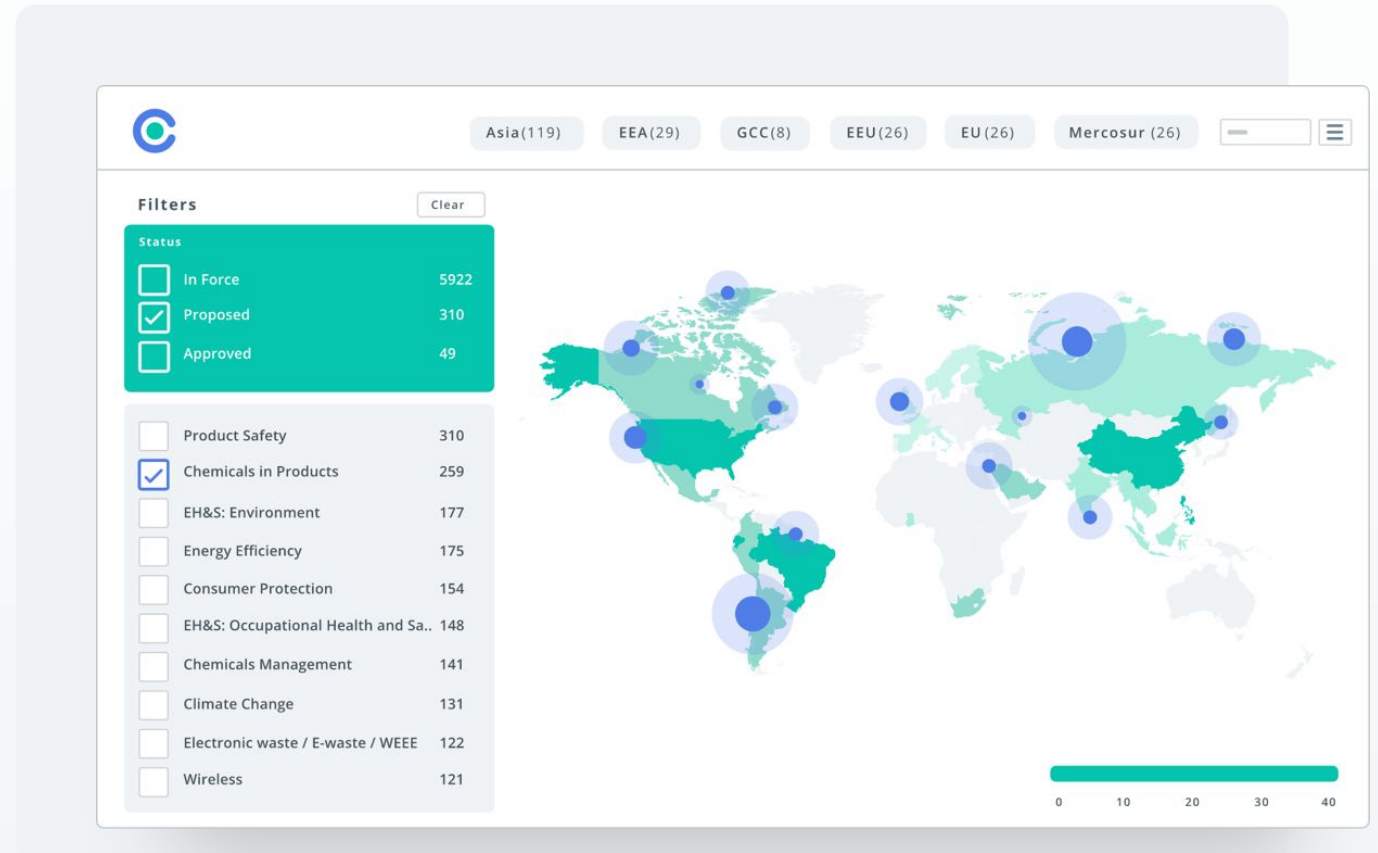 Asia(119) EEA(29) GCC(8) EEU(26) EU(26) Mercosur (26)
Filters Clear
Status
In Force 5922
Proposed 310
Approved 49
Product Safety 310
Chemicals in Products 259
EH&S: Environment 177
Energy Efficiency 175
Consumer Protection 154
EH&S: Occupational Health and Sa.. 148
Chemicals Management 141
Climate Change 131
Electronic waste / E-waste / WEEE 122
Wireless 121
0 10 20 30 40